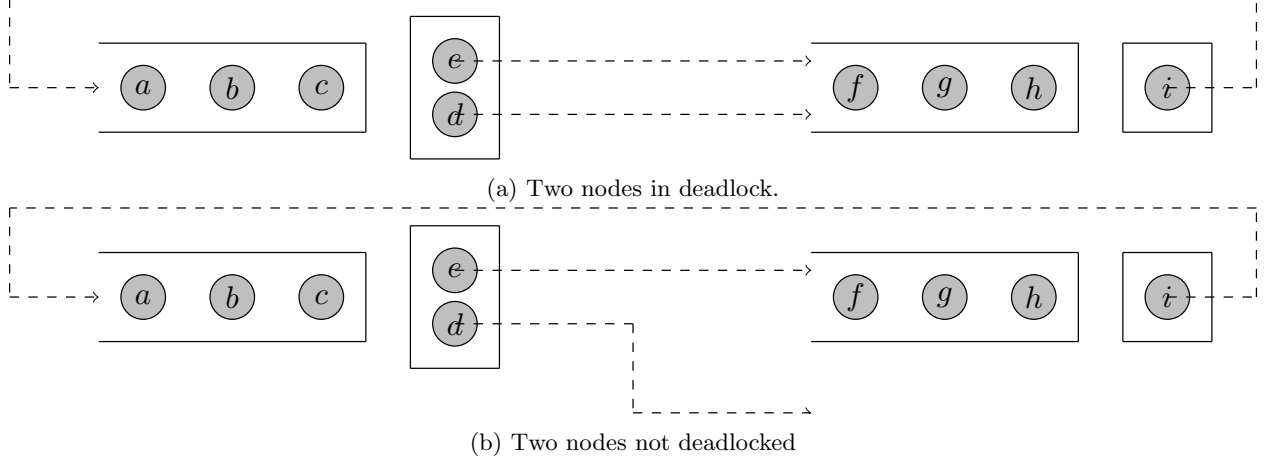 a b c e d f g h i
(a) Two nodes in deadlock.
a b c e d f g h i
(b) Two nodes not deadlocked